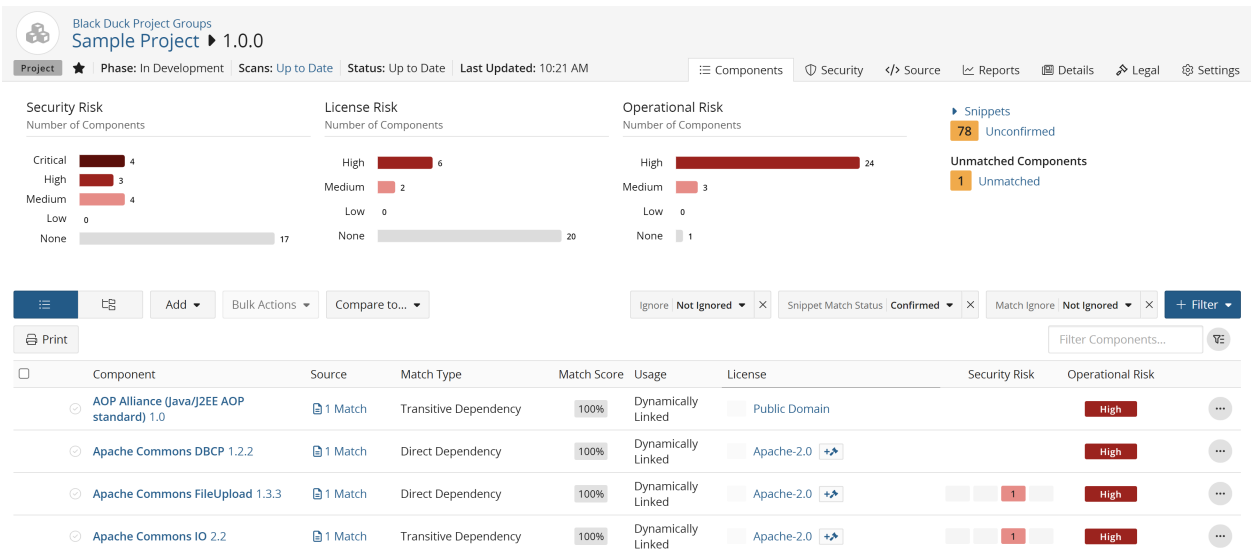 Black Duck Project Groups
Sample Project 1.0.0
Project Phase: In Development Scans: Up to Date Status: Up to Date Last Updated: 10:21 AM
Components Security Source Reports Details Legal Settings
Security Risk
Number of Components
Critical 4
High 3
Medium 4
Low 0
None 17
License Risk
Number of Components
High 6
Medium 2
Low 0
None 20
Operational Risk
Number of Components
High 24
Medium 3
Low 0
None 1
Snippets
78 Unconfirmed
Unmatched Components
1 Unmatched
Add Bulk Actions Compare to... Ignore Not Ignored × Snippet Match Status Confirmed × Match Ignore Not Ignored × + Filter
Print Filter Components...
Component Source Match Type Match Score Usage License Security Risk Operational Risk
AOP Alliance (Java/J2EE AOP
standard) 1.0 1 Match Transitive Dependency 100% Dynamically
Linked Public Domain High
Apache Commons DBCP 1.2.2 1 Match Direct Dependency 100% Dynamically
Linked Apache-2.0 High
Apache Commons FileUpload 1.3.3 1 Match Direct Dependency 100% Dynamically
Linked Apache-2.0 1 High
Apache Commons IO 2.2 1 Match Transitive Dependency 100% Dynamically
Linked Apache-2.0 1 High